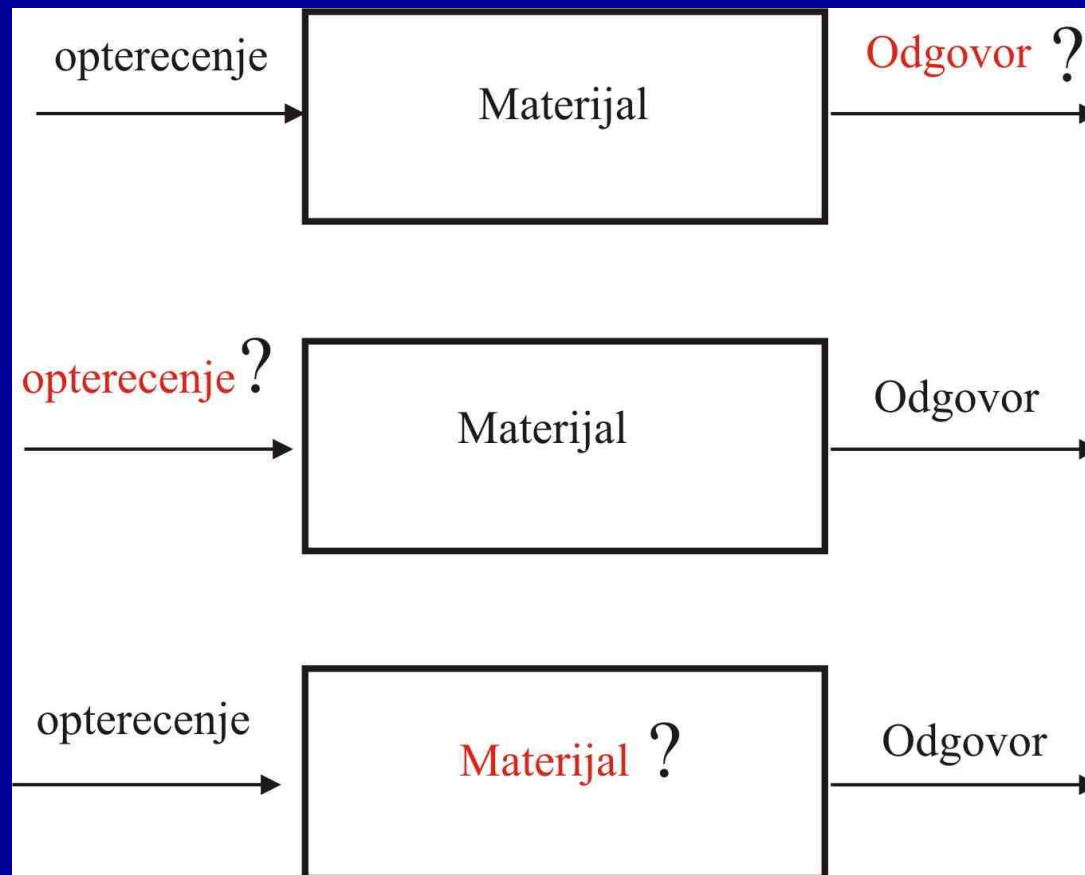 opterecenje
Materijal
Odgovor ?
opterecenje ?
Materijal
Odgovor
opterecenje
Materijal ?
Odgovor